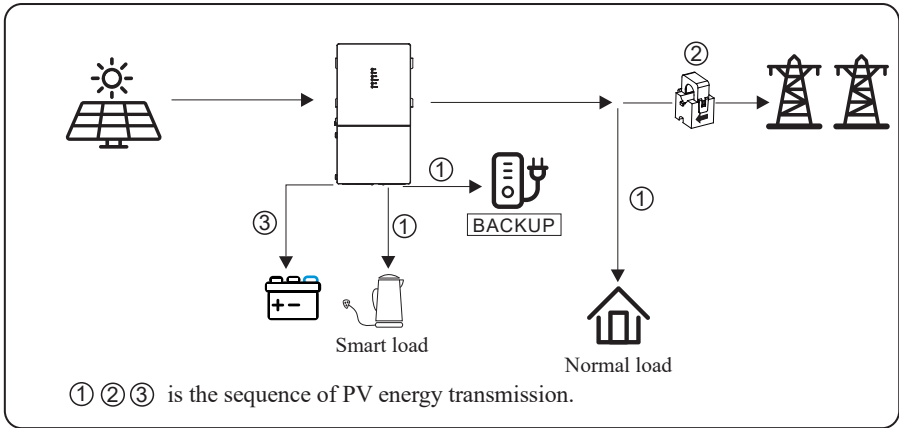 ②
①
BACKUP
①
③
①
+ −
Smart load
Normal load
① ② ③ is the sequence of PV energy transmission.